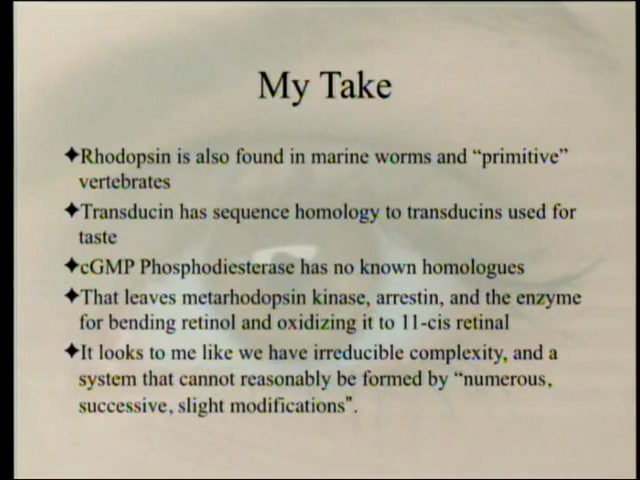 My Take
✦Rhodopsin is also found in marine worms and “primitive”
vertebrates
✦Transducin has sequence homology to transducins used for
taste
✦cGMP Phosphodiesterase has no known homologues
✦That leaves metarhodopsin kinase, arrestin, and the enzyme
for bending retinol and oxidizing it to 11-cis retinal
✦It looks to me like we have irreducible complexity, and a
system that cannot reasonably be formed by “numerous,
successive, slight modifications”.